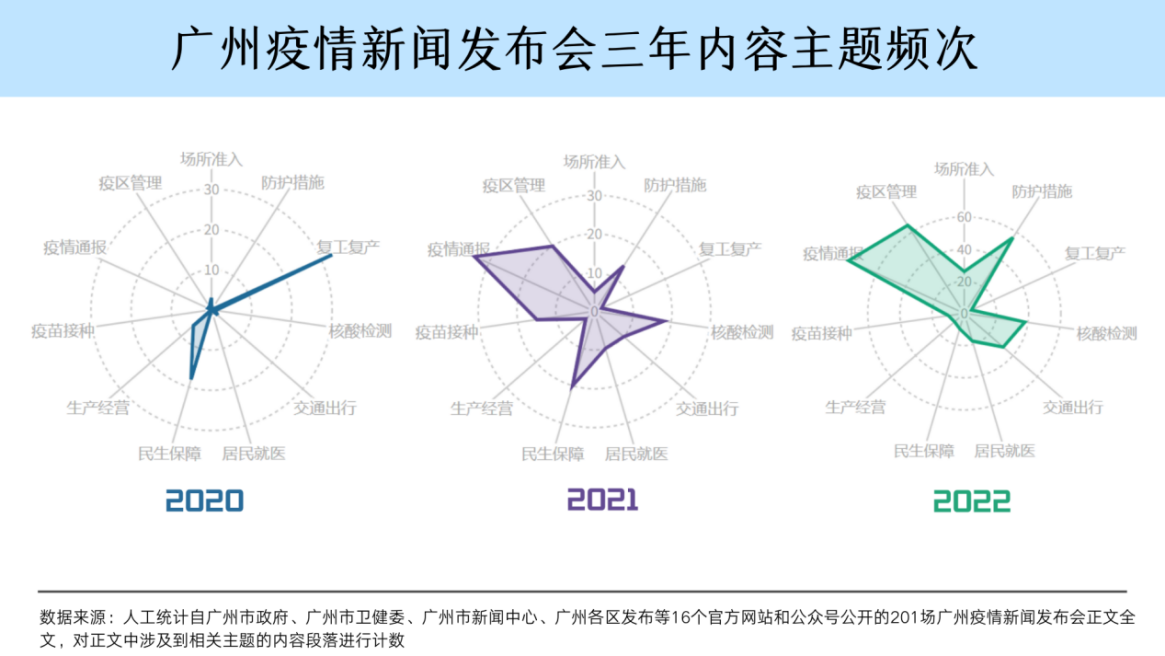 广州疫情新闻发布会三年内容主题频次
场所准入
疫区管理
防护措施
30
疫情通报
20
复工复产
10
0
疫苗接种
核酸检测
生产经营
交通出行
民生保障
居民就医
2020
场所准入
疫区管理
防护措施
30
疫情通报
20
复工复产
10
0
疫苗接种
核酸检测
生产经营
交通出行
民生保障
居民就医
2021
场所准入
疫区管理
防护措施
60
疫情通报
40
复工复产
20
0
疫苗接种
核酸检测
生产经营
交通出行
民生保障
居民就医
2022
数据来源：人工统计自广州市政府、广州市卫健委、广州市新闻中心、广州各区发布等16个官方网站和公众号公开的201场广州疫情新闻发布会正文全
文，对正文中涉及到相关主题的内容段落进行计数